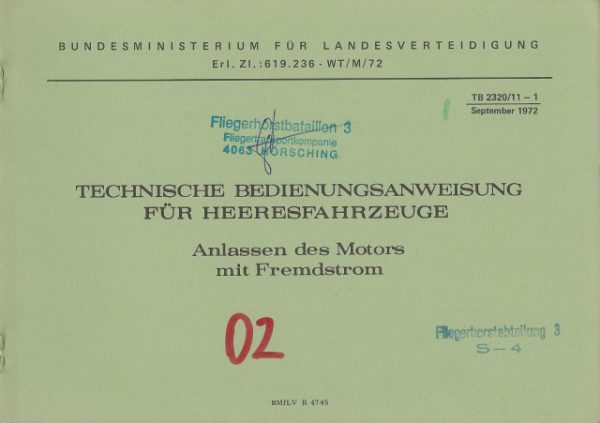 BUNDESMINISTERIUM FÜR LANDESVERTEIDIGUNG
Erl. Zl.:619.236 - WT/M/72
TB 2320/11 – 1
September 1972
Fliegerhorstbataillon 3
Fliegertransportkompanie
4063 HÖRSCHING
TECHNISCHE BEDIENUNGSANWEISUNG
FÜR HEERESFAHRZEUGE
Anlassen des Motors
mit Fremdstrom
02
Fliegerhorstabteilung 3
S-4
BMfLV R 4745